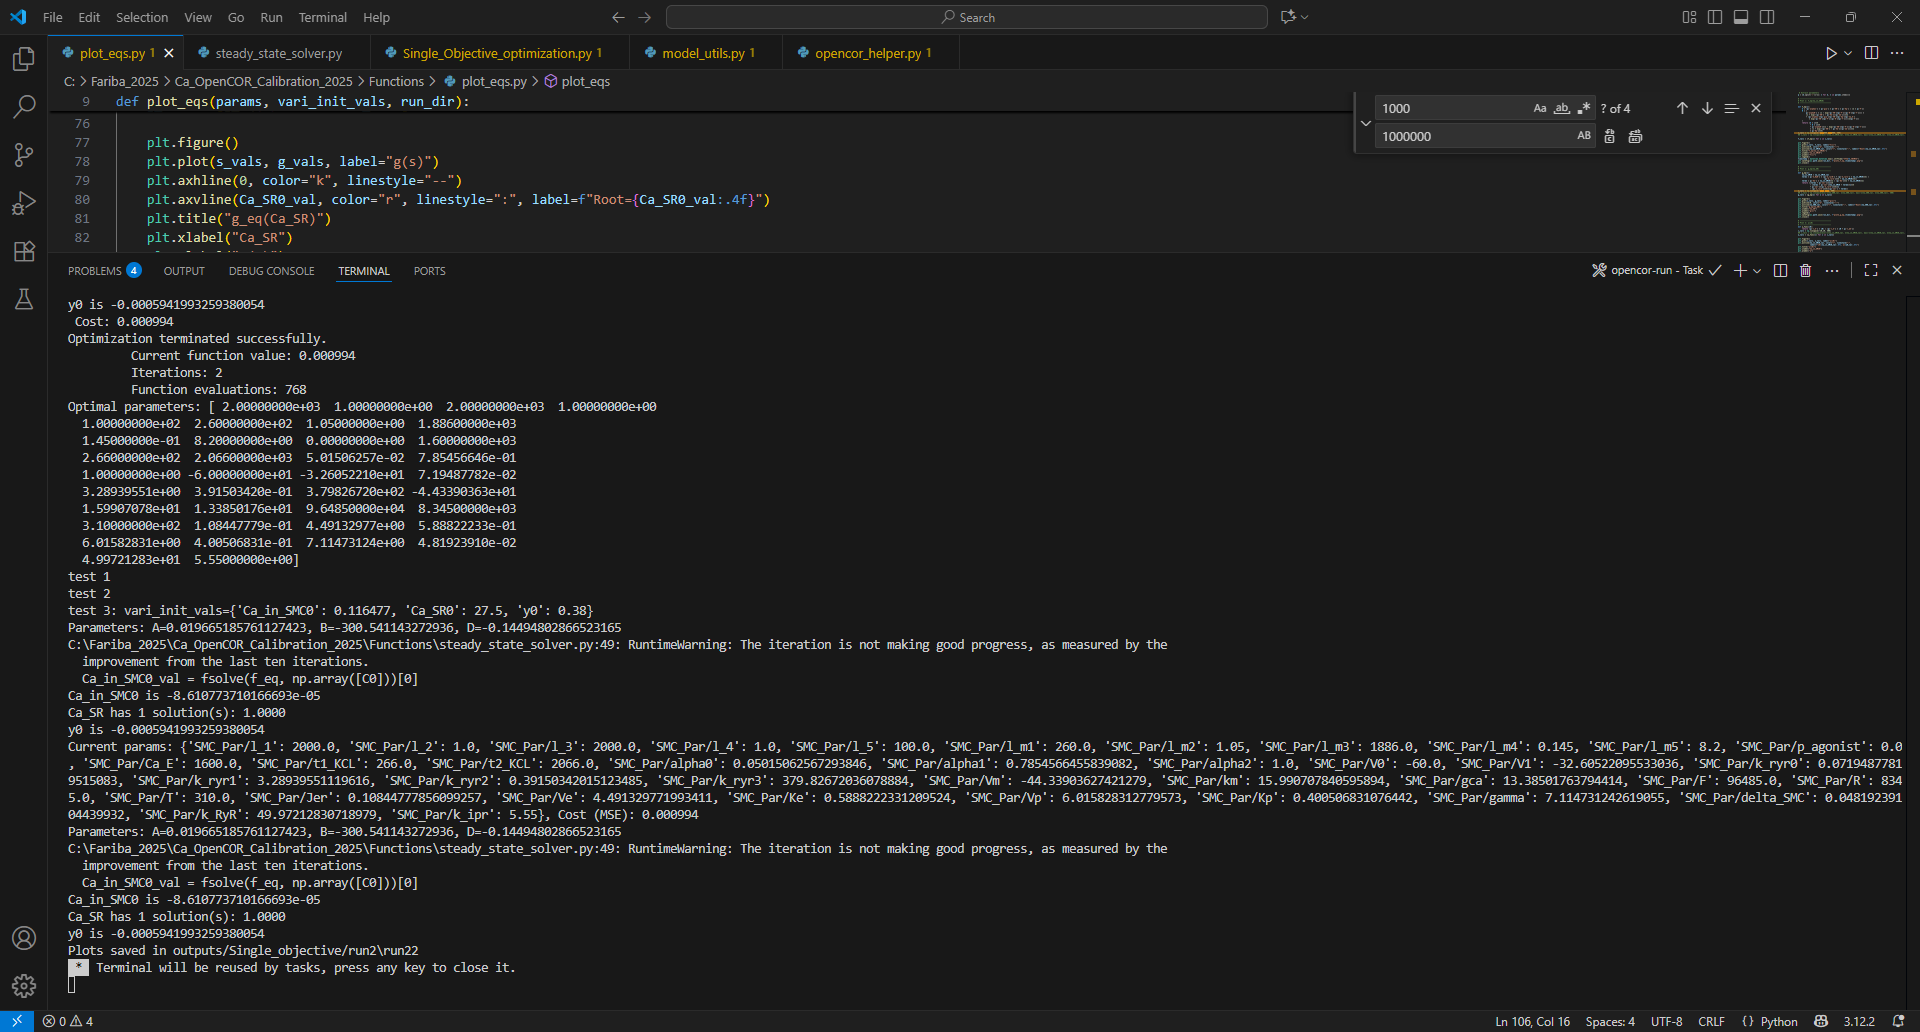 File Edit Selection View Go Run Terminal Help
Search
plot_eqs.py 1
steady_state_solver.py
Single_Objective_optimization.py 1
model_utils.py 1
opencor_helper.py 1
C: > Fariba_2025 > Ca_OpenCOR_Calibration_2025 > Functions > plot_eqs.py > plot_eqs
9 def plot_eqs(params, vari_init_vals, run_dir):
76
77 plt.figure()
78 plt.plot(s_vals, g_vals, label="g(s)")
79 plt.axhline(0, color="k", linestyle="--")
80 plt.axvline(Ca_SR0_val, color="r", linestyle=":", label=f"Root={Ca_SR0_val:.4f}")
81 plt.title("g_eq(Ca_SR)")
82 plt.xlabel("Ca_SR")
1000 Aa ab .* ? of 4
1000000 AB
PROBLEMS 4 OUTPUT DEBUG CONSOLE TERMINAL PORTS
opencor-run - Task
y0 is -0.0005941993259380054
Cost: 0.000994
Optimization terminated successfully.
Current function value: 0.000994
Iterations: 2
Function evaluations: 768
Optimal parameters: [ 2.00000000e+03 1.00000000e+00 2.00000000e+03 1.00000000e+00
1.00000000e+02 2.60000000e+02 1.05000000e+00 1.88600000e+03
1.45000000e-01 8.20000000e+00 0.00000000e+00 1.60000000e+03
2.66000000e+02 2.06600000e+03 5.01506257e-02 7.85456646e-01
1.00000000e+00 -6.00000000e+01 -3.26052210e+01 7.19487782e-02
3.28939551e+00 3.91503420e-01 3.79826720e+02 -4.43390363e+01
1.59907078e+01 1.33850176e+01 9.64850000e+04 8.34500000e+03
3.10000000e+02 1.08447779e-01 4.49132977e+00 5.88822233e-01
6.01582831e+00 4.00506831e-01 7.11473124e+00 4.81923910e-02
4.99721283e+01 5.55000000e+00]
test 1
test 2
test 3: vari_init_vals={'Ca_in_SMC0': 0.116477, 'Ca_SR0': 27.5, 'y0': 0.38}
Parameters: A=0.019665185761127423, B=-300.541143272936, D=-0.14494802866523165
C:\Fariba_2025\Ca_OpenCOR_Calibration_2025\Functions\steady_state_solver.py:49: RuntimeWarning: The iteration is not making good progress, as measured by the
improvement from the last ten iterations.
Ca_in_SMC0_val = fsolve(f_eq, np.array([C0]))[0]
Ca_in_SMC0 is -8.610773710166693e-05
Ca_SR has 1 solution(s): 1.0000
y0 is -0.0005941993259380054
Current params: {'SMC_Par/l_1': 2000.0, 'SMC_Par/l_2': 1.0, 'SMC_Par/l_3': 2000.0, 'SMC_Par/l_4': 1.0, 'SMC_Par/l_5': 100.0, 'SMC_Par/l_m1': 260.0, 'SMC_Par/l_m2': 1.05, 'SMC_Par/l_m3': 1886.0, 'SMC_Par/l_m4': 0.145, 'SMC_Par/l_m5': 8.2, 'SMC_Par/p_agonist': 0.0
, 'SMC_Par/Ca_E': 1600.0, 'SMC_Par/t1_KCL': 266.0, 'SMC_Par/t2_KCL': 2066.0, 'SMC_Par/alpha0': 0.05015062567293846, 'SMC_Par/alpha1': 0.7854566455839082, 'SMC_Par/alpha2': 1.0, 'SMC_Par/V0': -60.0, 'SMC_Par/V1': -32.60522095533036, 'SMC_Par/k_ryr0': 0.0719487781
9515083, 'SMC_Par/k_ryr1': 3.28939551119616, 'SMC_Par/k_ryr2': 0.39150342015123485, 'SMC_Par/k_ryr3': 379.82672036078884, 'SMC_Par/Vm': -44.33903627421279, 'SMC_Par/km': 15.990707840595894, 'SMC_Par/gca': 13.38501763794414, 'SMC_Par/F': 96485.0, 'SMC_Par/R': 834
5.0, 'SMC_Par/T': 310.0, 'SMC_Par/Jer': 0.10844777856099257, 'SMC_Par/Ve': 4.491329771993411, 'SMC_Par/Ke': 0.5888222331209524, 'SMC_Par/Vp': 6.015828312779573, 'SMC_Par/Kp': 0.400506831076442, 'SMC_Par/gamma': 7.114731242619055, 'SMC_Par/delta_SMC': 0.048192391
04439932, 'SMC_Par/k_RyR': 49.97212830718979, 'SMC_Par/k_ipr': 5.55}, Cost (MSE): 0.000994
Parameters: A=0.019665185761127423, B=-300.541143272936, D=-0.14494802866523165
C:\Fariba_2025\Ca_OpenCOR_Calibration_2025\Functions\steady_state_solver.py:49: RuntimeWarning: The iteration is not making good progress, as measured by the
improvement from the last ten iterations.
Ca_in_SMC0_val = fsolve(f_eq, np.array([C0]))[0]
Ca_in_SMC0 is -8.610773710166693e-05
Ca_SR has 1 solution(s): 1.0000
y0 is -0.0005941993259380054
Plots saved in outputs/Single_objective/run2\run22
* Terminal will be reused by tasks, press any key to close it.
0 4 Ln 106, Col 16 Spaces: 4 UTF-8 CRLF {} Python 3.12.2